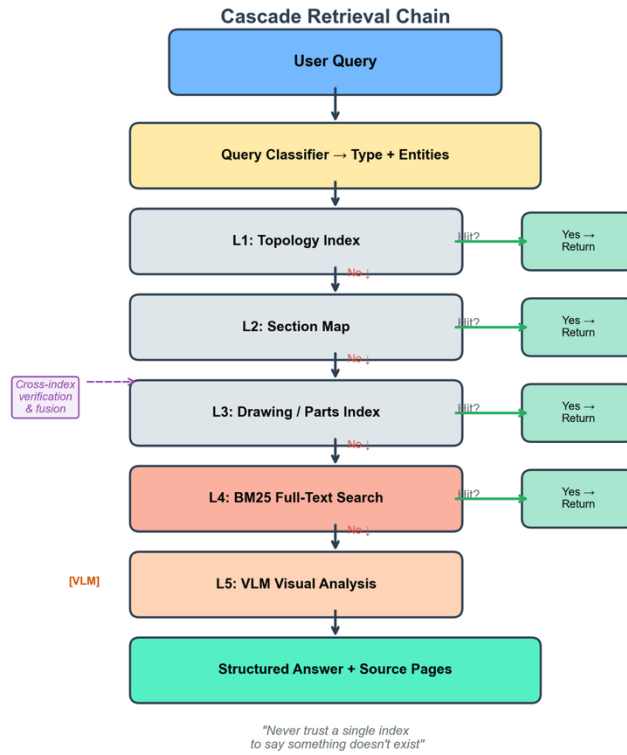 Cascade Retrieval Chain
User Query
Query Classifier → Type + Entities
L1: Topology Index
Hit?
Yes →
Return
No ↓
L2: Section Map
Hit?
Yes →
Return
No ↓
Cross-index
verification
& fusion
L3: Drawing / Parts Index
Hit?
Yes →
Return
No ↓
L4: BM25 Full-Text Search
Hit?
Yes →
Return
No ↓
[VLM]
L5: VLM Visual Analysis
Structured Answer + Source Pages
"Never trust a single index
to say something doesn't exist"